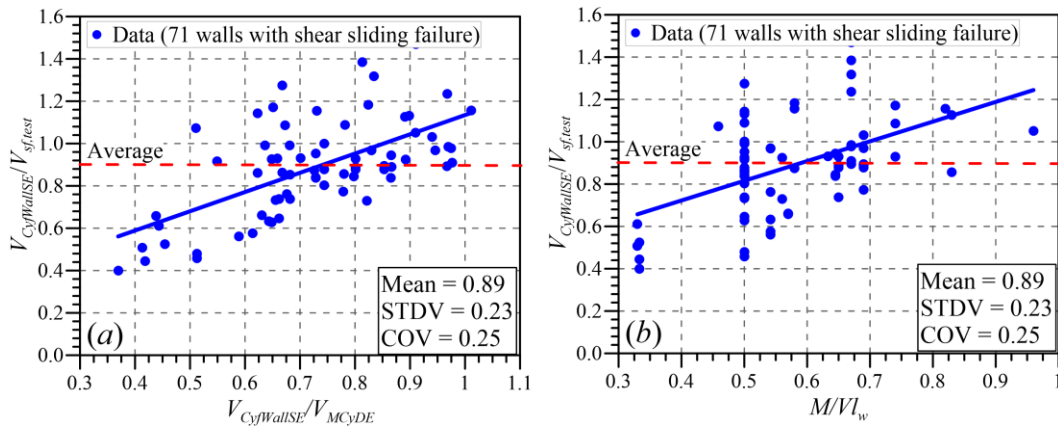 1.6
1.4
1.2
1.0
0.8
0.6
0.4
0.2
0.0
V_CyfWallSE/V_sf,test
Data (71 walls with shear sliding failure)
Average
Mean = 0.89
STDV = 0.23
COV = 0.25
(a)
0.3 0.4 0.5 0.6 0.7 0.8 0.9 1 1.1
V_CyfWallSE/V_MCyDE
1.6
1.4
1.2
1.0
0.8
0.6
0.4
0.2
0.0
V_CyfWallSE/V_sf,test
Data (71 walls with shear sliding failure)
Average
Mean = 0.89
STDV = 0.23
COV = 0.25
(b)
0.3 0.4 0.5 0.6 0.7 0.8 0.9 1
M/Vl_w